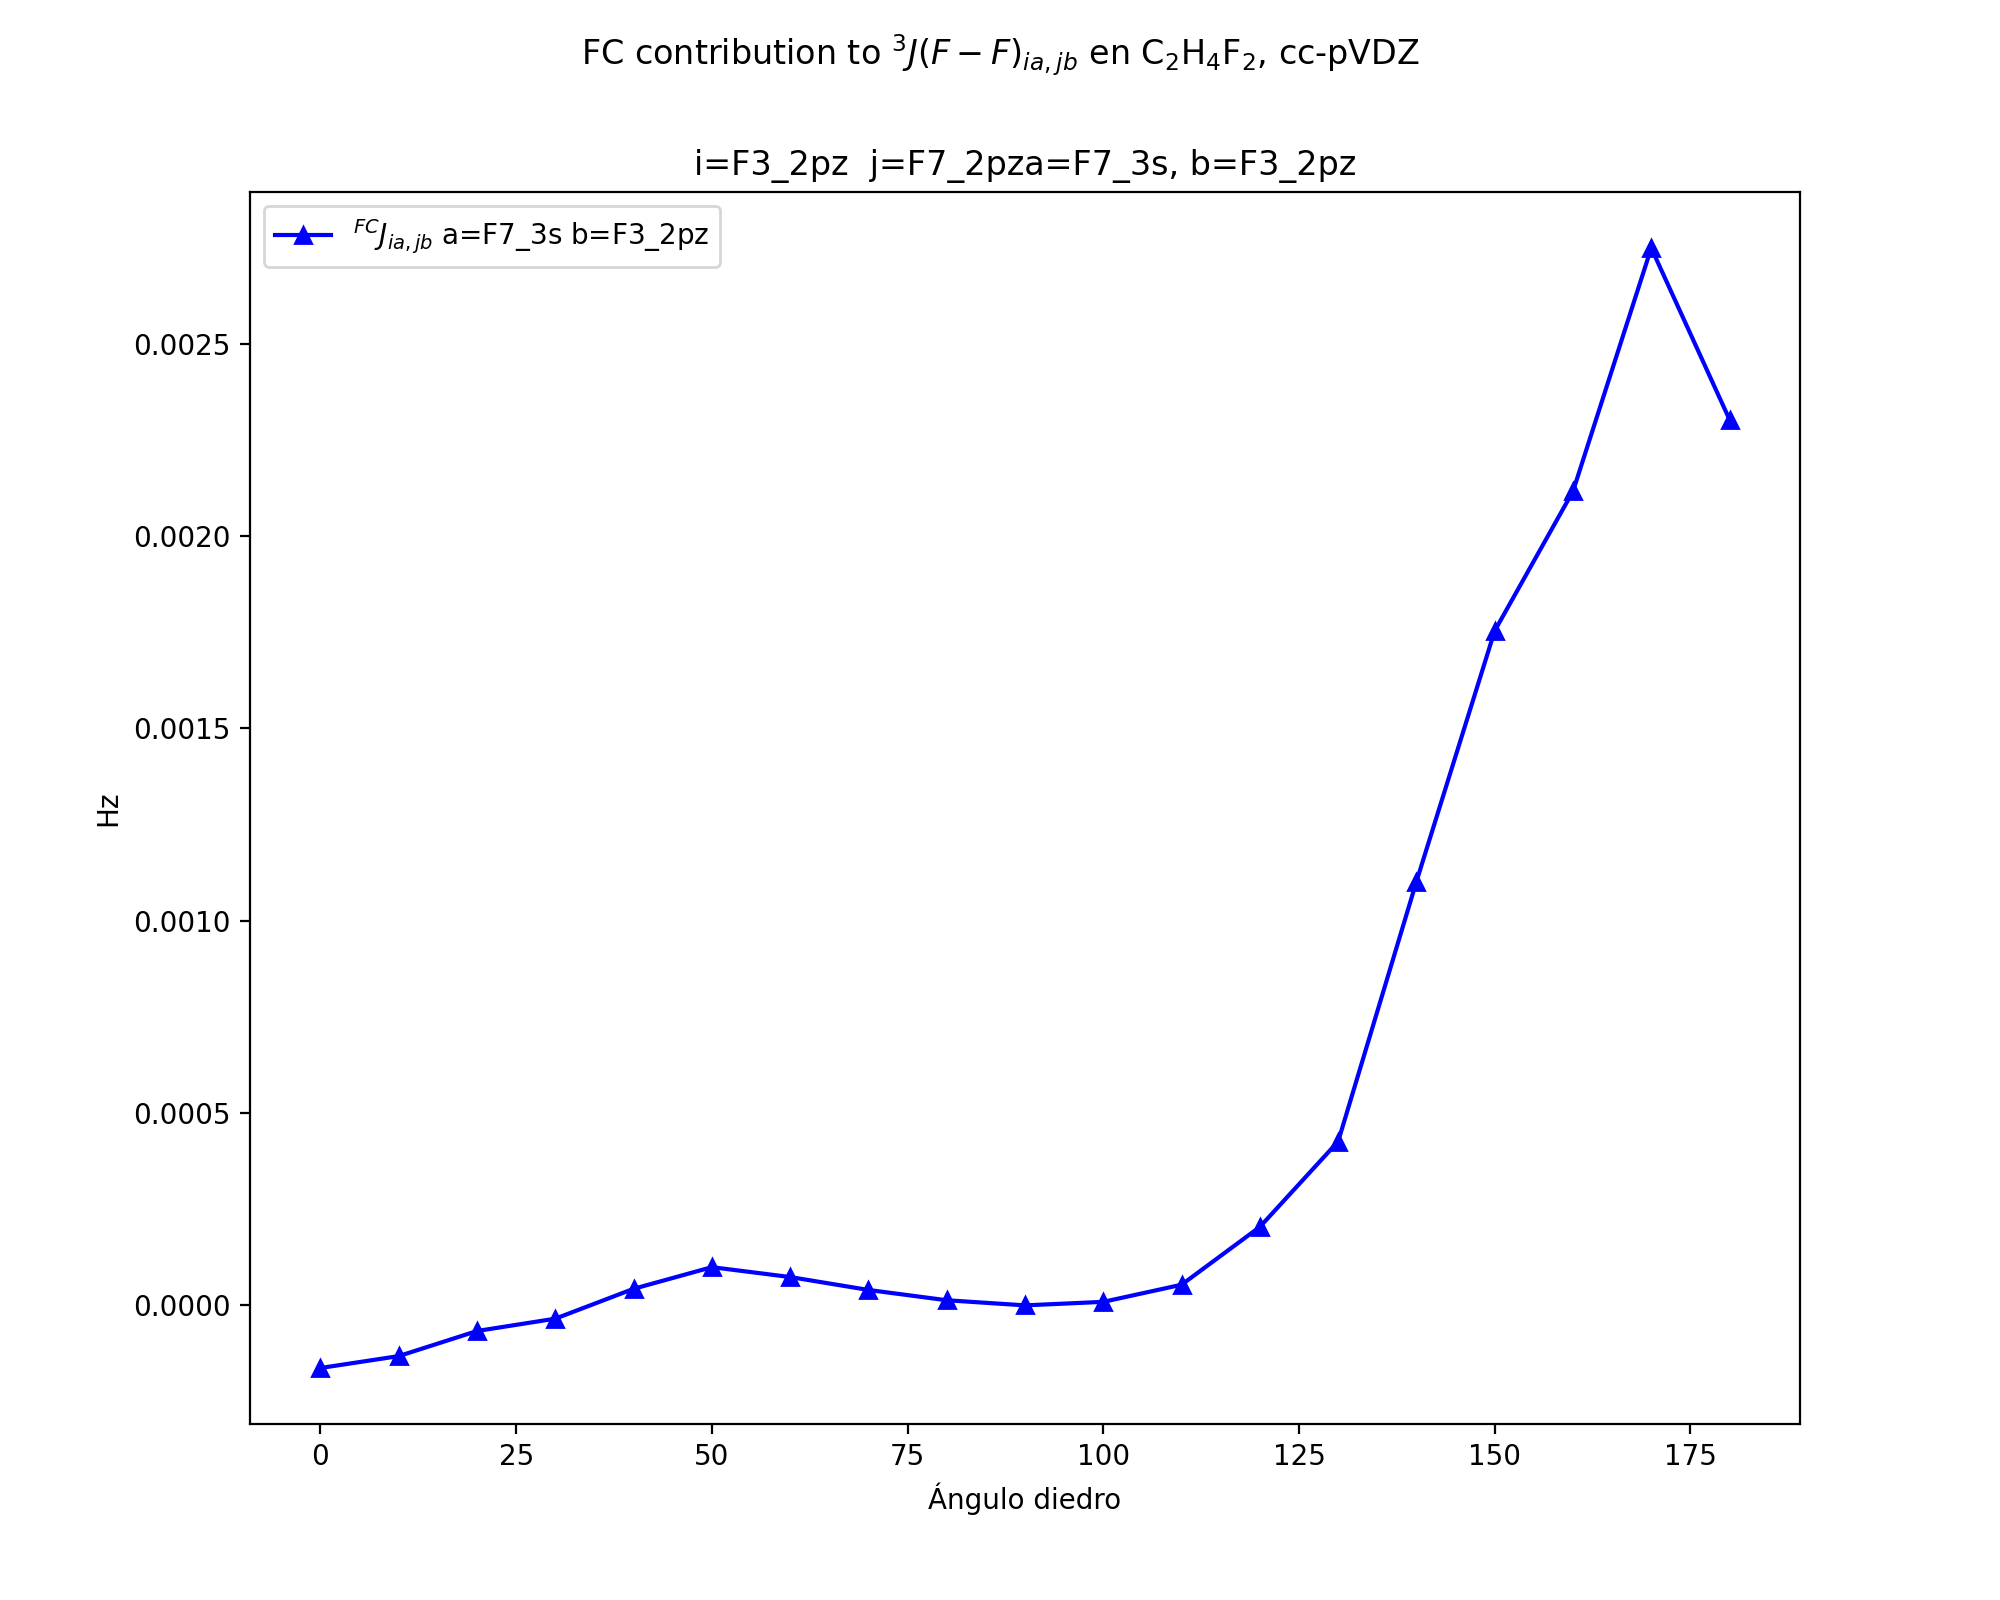 FC contribution to ³J(F − F)ia, jb en C₂H₄F₂, cc-pVDZ
i=F3_2pz  j=F7_2pza=F7_3s, b=F3_2pz
FCJia, jb a=F7_3s b=F3_2pz
0.0025
0.0020
0.0015
0.0010
0.0005
0.0000
Hz
0 25 50 75 100 125 150 175
Ángulo diedro